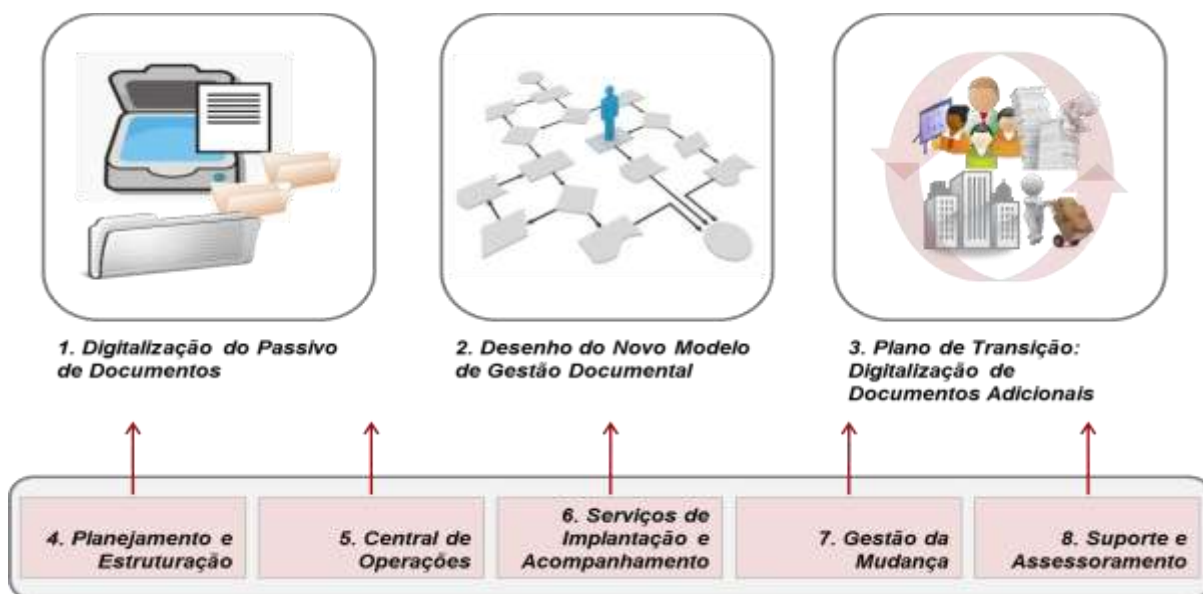 1. Digitalização do Passivo
de Documentos
2. Desenho do Novo Modelo
de Gestão Documental
3. Plano de Transição:
Digitalização de
Documentos Adicionais
4. Planejamento e
Estruturação
5. Central de
Operações
6. Serviços de
Implantação e
Acompanhamento
7. Gestão da
Mudança
8. Suporte e
Assessoramento